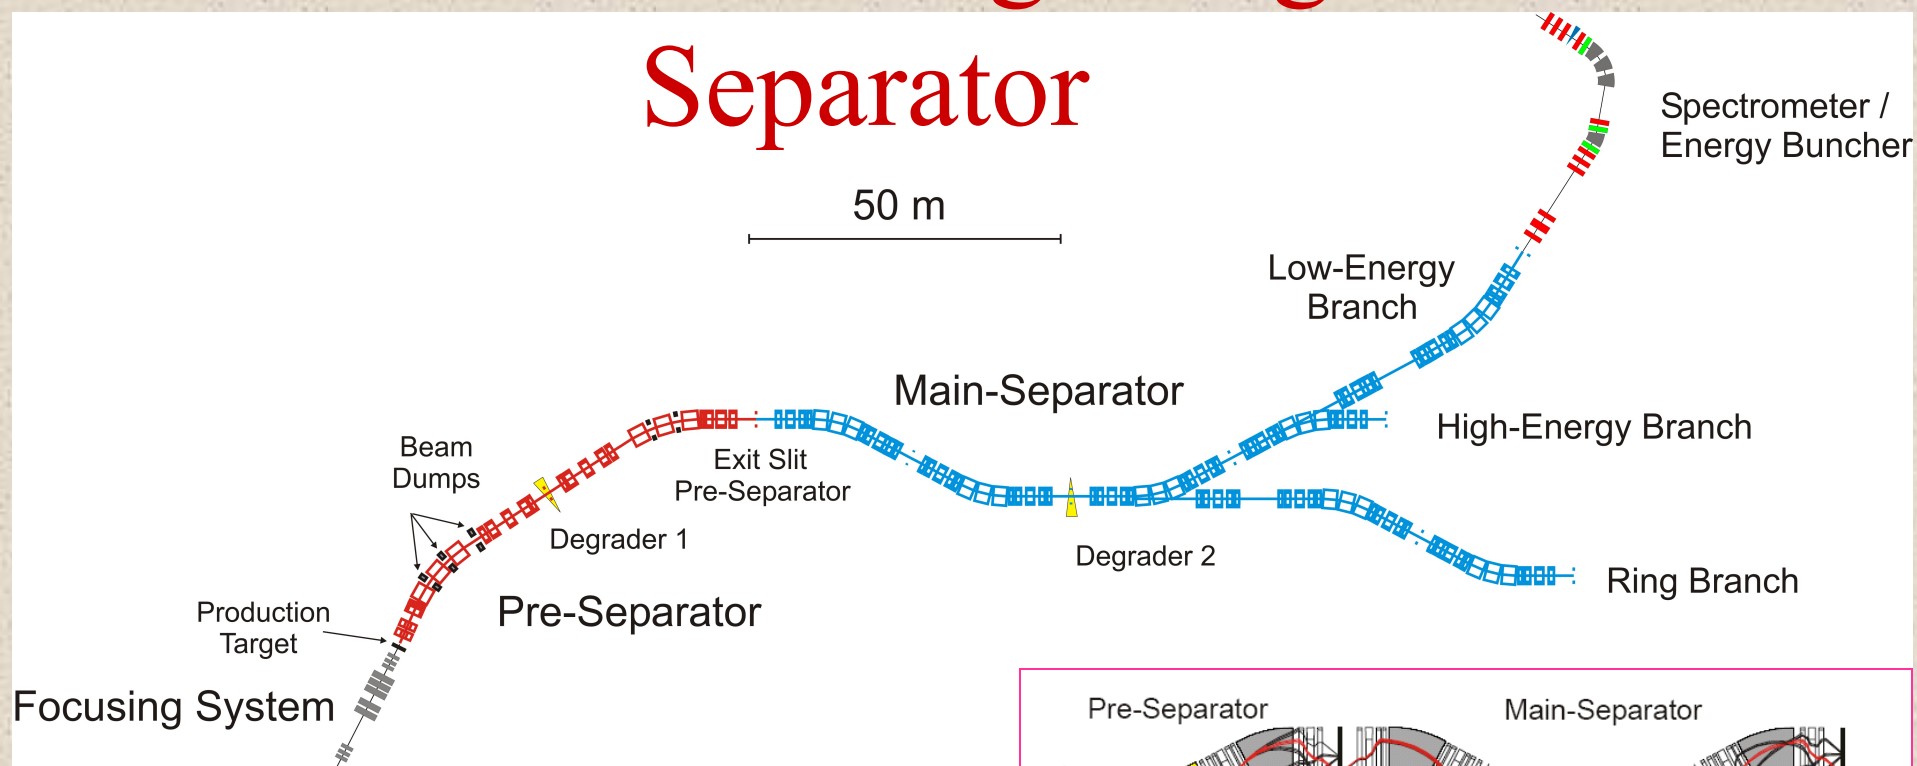 Separator
50 m
Spectrometer /
Energy Buncher
Low-Energy
Branch
Main-Separator
High-Energy Branch
Beam
Dumps
Exit Slit
Pre-Separator
Degrader 1
Degrader 2
Ring Branch
Production
Target
Pre-Separator
Focusing System
Pre-Separator
Main-Separator